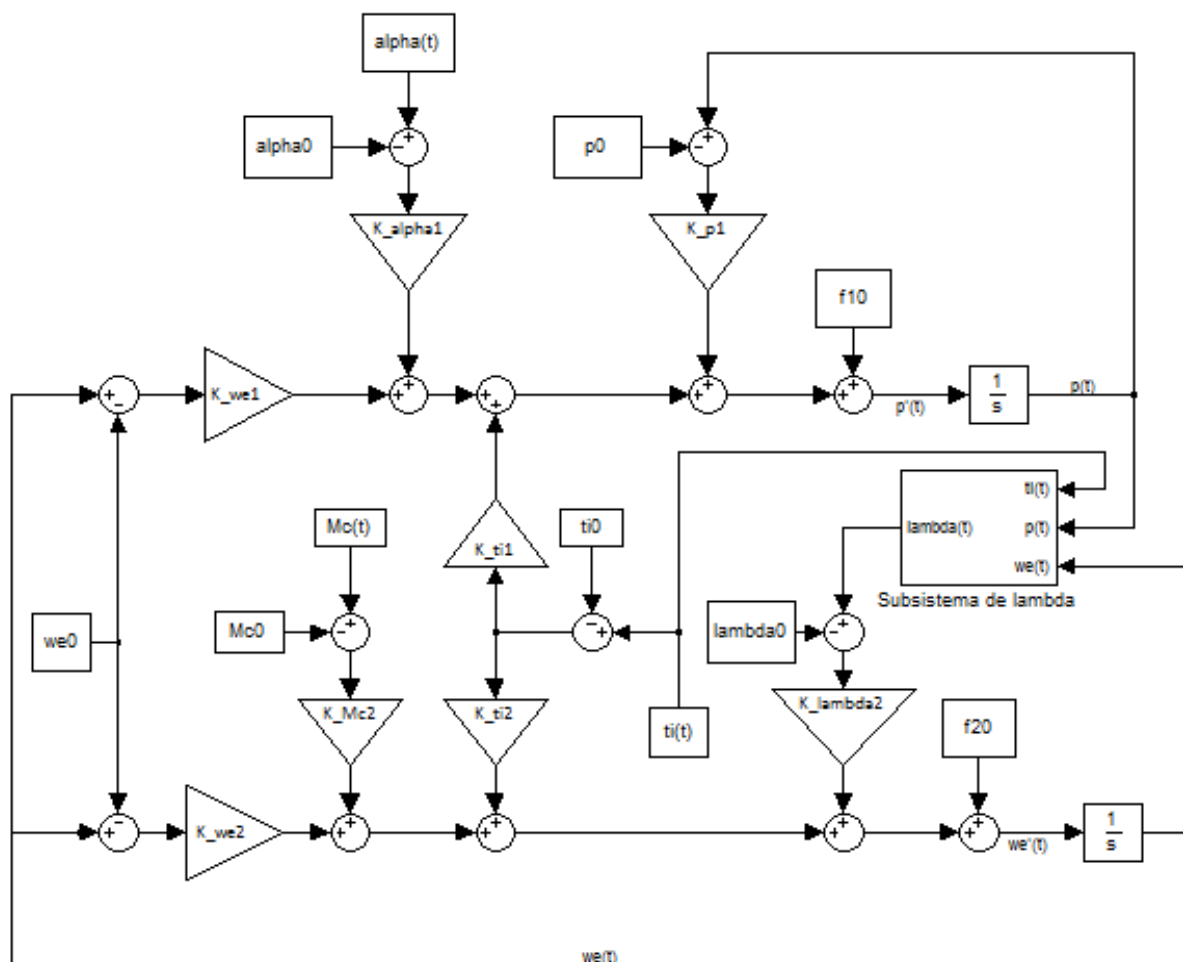 alpha(t)
alpha0
p0
K_alpha1
K_p1
f10
K_we1
p'(t)
1
s
p(t)
ti(t)
lambda(t)
p(t)
we(t)
Subsistema de lambda
Mc(t)
K_ti1
ti0
we0
Mc0
lambda0
K_Mc2
K_ti2
ti(t)
K_lambda2
f20
K_we2
we'(t)
1
s
we(t)